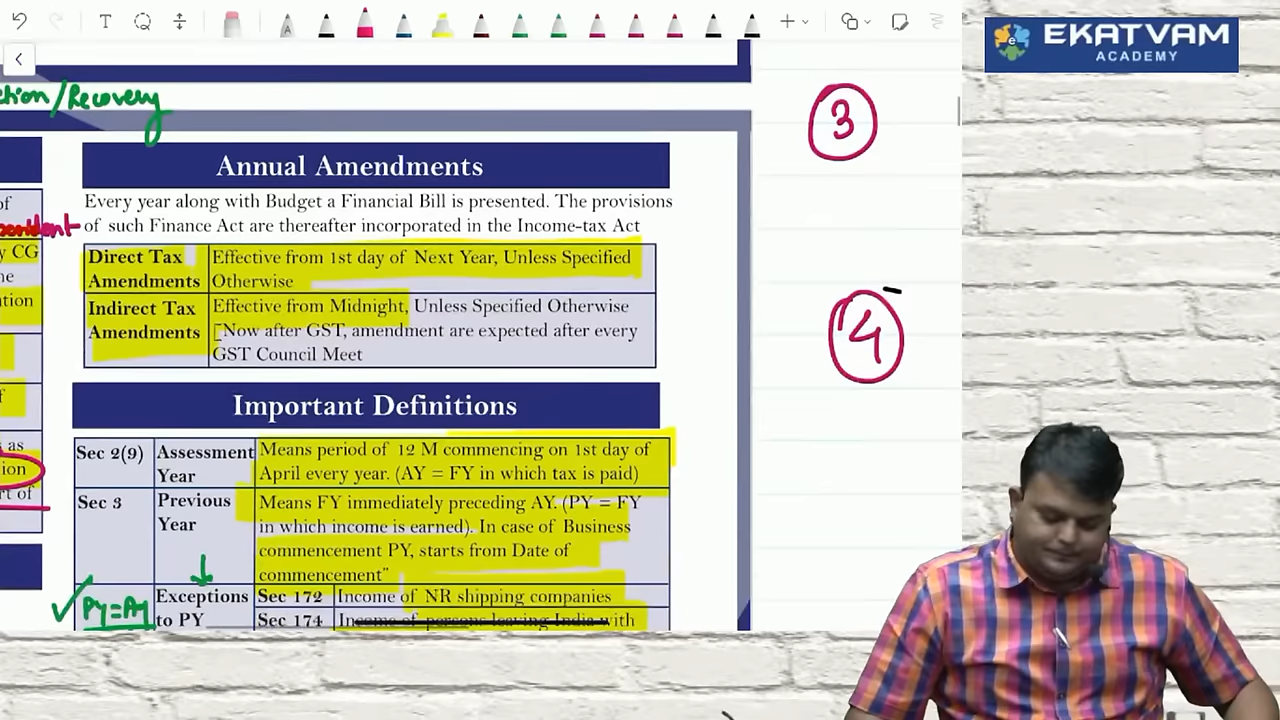 EKATVAM
ACADEMY
ction/Recovery
3
Annual Amendments
Every year along with Budget a Financial Bill is presented. The provisions
of such Finance Act are thereafter incorporated in the Income-tax Act
of
y CG
Direct Tax
Amendments
Effective from 1st day of Next Year, Unless Specified
Otherwise
Indirect Tax
Amendments
Effective from Midnight, Unless Specified Otherwise
[Now after GST, amendment are expected after every
GST Council Meet
4
Important Definitions
as
ion
rt of
Sec 2(9)
Assessment
Year
Means period of 12 M commencing on 1st day of
April every year. (AY = FY in which tax is paid)
Sec 3
Previous
Year
Means FY immediately preceding AY. (PY = FY
in which income is earned). In case of Business
commencement PY, starts from Date of
commencement"
PY=AY
Exceptions
to PY
Sec 172
Income of NR shipping companies
Sec 174
Income of persons leaving India with